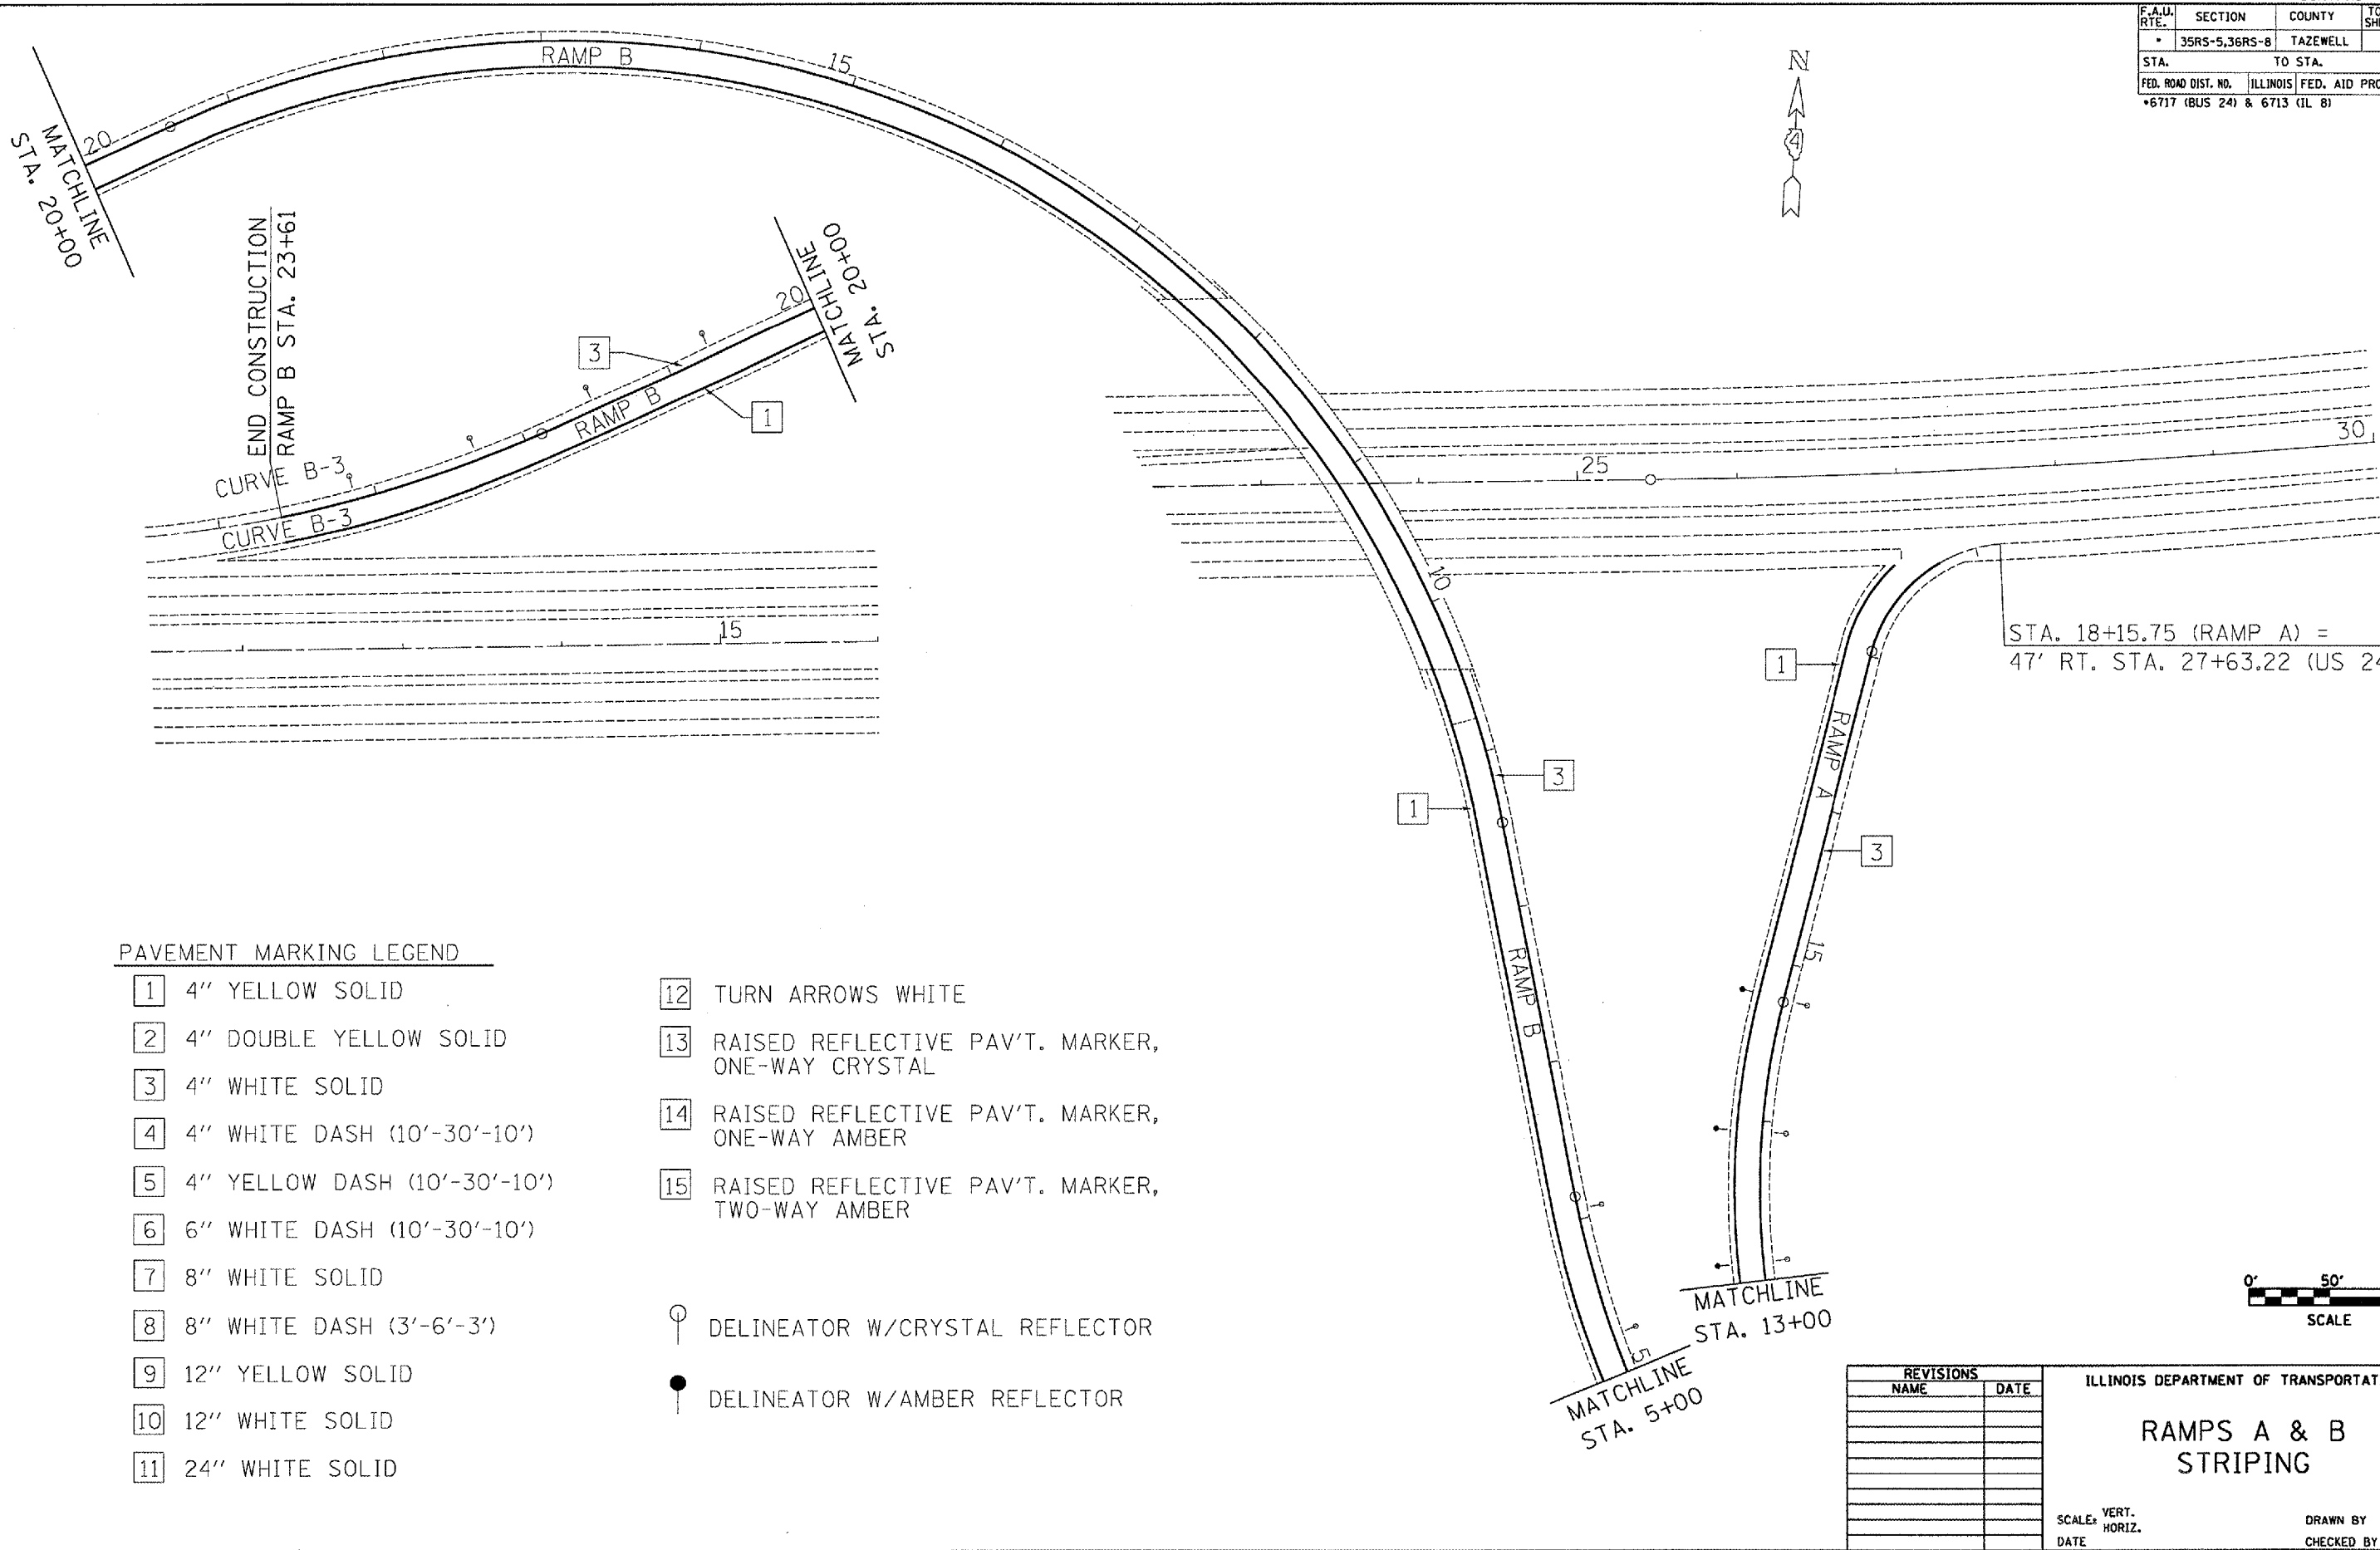 F.A.U. RTE. SECTION COUNTY
* 35RS-5,36RS-8 TAZEWELL
STA. TO STA.
FED. ROAD DIST. NO. ILLINOIS FED. AID
*6717 (BUS 24) & 6713 (IL 8)
N
4
RAMP B
15
20
MATCHLINE
STA. 20+00
END CONSTRUCTION
RAMP B STA. 23+61
20
MATCHLINE
STA. 20+00
3
RAMP B
1
CURVE B-3
CURVE B-3
15
25
30
10
STA. 18+15.75 (RAMP A) =
47' RT. STA. 27+63.22 (US
1
RAMP A
3
3
1
15
RAMP B
5
MATCHLINE
STA. 13+00
MATCHLINE
STA. 5+00
PAVEMENT MARKING LEGEND
1 4" YELLOW SOLID
2 4" DOUBLE YELLOW SOLID
3 4" WHITE SOLID
4 4" WHITE DASH (10'-30'-10')
5 4" YELLOW DASH (10'-30'-10')
6 6" WHITE DASH (10'-30'-10')
7 8" WHITE SOLID
8 8" WHITE DASH (3'-6'-3')
9 12" YELLOW SOLID
10 12" WHITE SOLID
11 24" WHITE SOLID
12 TURN ARROWS WHITE
13 RAISED REFLECTIVE PAV'T. MARKER,
ONE-WAY CRYSTAL
14 RAISED REFLECTIVE PAV'T. MARKER,
ONE-WAY AMBER
15 RAISED REFLECTIVE PAV'T. MARKER,
TWO-WAY AMBER
DELINEATOR W/CRYSTAL REFLECTOR
DELINEATOR W/AMBER REFLECTOR
0' 50'
SCALE
REVISIONS
NAME DATE
ILLINOIS DEPARTMENT OF
RAMPS A & B
STRIPING
SCALE: VERT.
HORIZ.
DRAWN BY
DATE
CHECKED BY